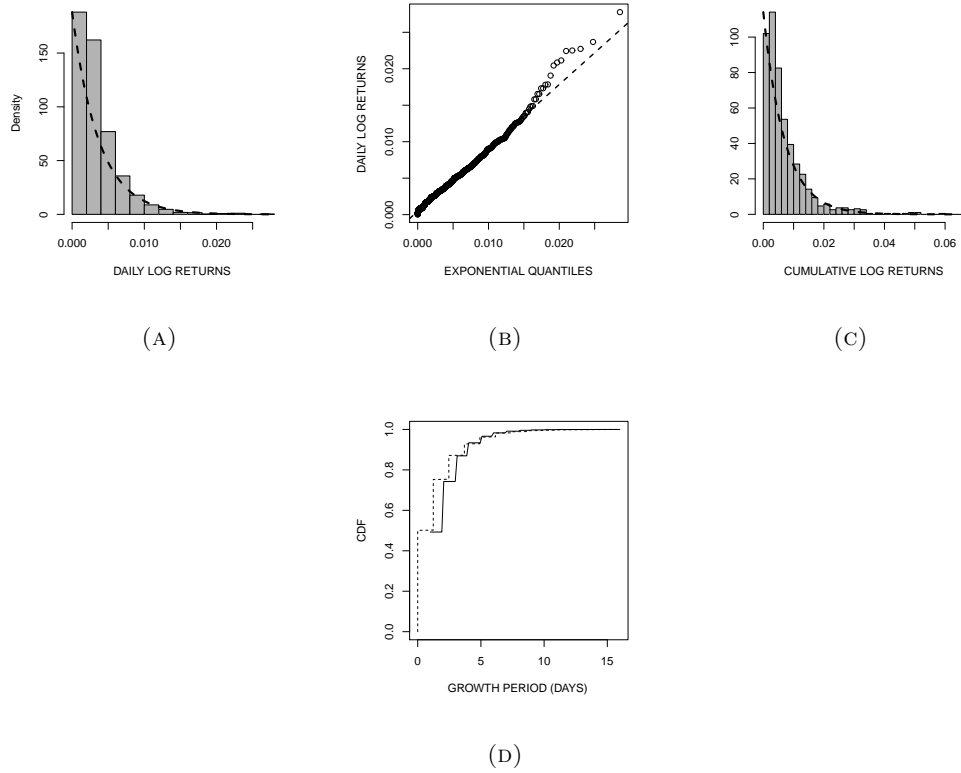 Density
0 50 100 150
0.000 0.010 0.020
DAILY LOG RETURNS
(A)
DAILY LOG RETURNS
0.000 0.010 0.020
0.000 0.010 0.020
EXPONENTIAL QUANTILES
(B)
0 20 40 60 80 100
0.00 0.02 0.04 0.06
CUMULATIVE LOG RETURNS
(C)
CDF
0.0 0.2 0.4 0.6 0.8 1.0
0 5 10 15
GROWTH PERIOD (DAYS)
(D)